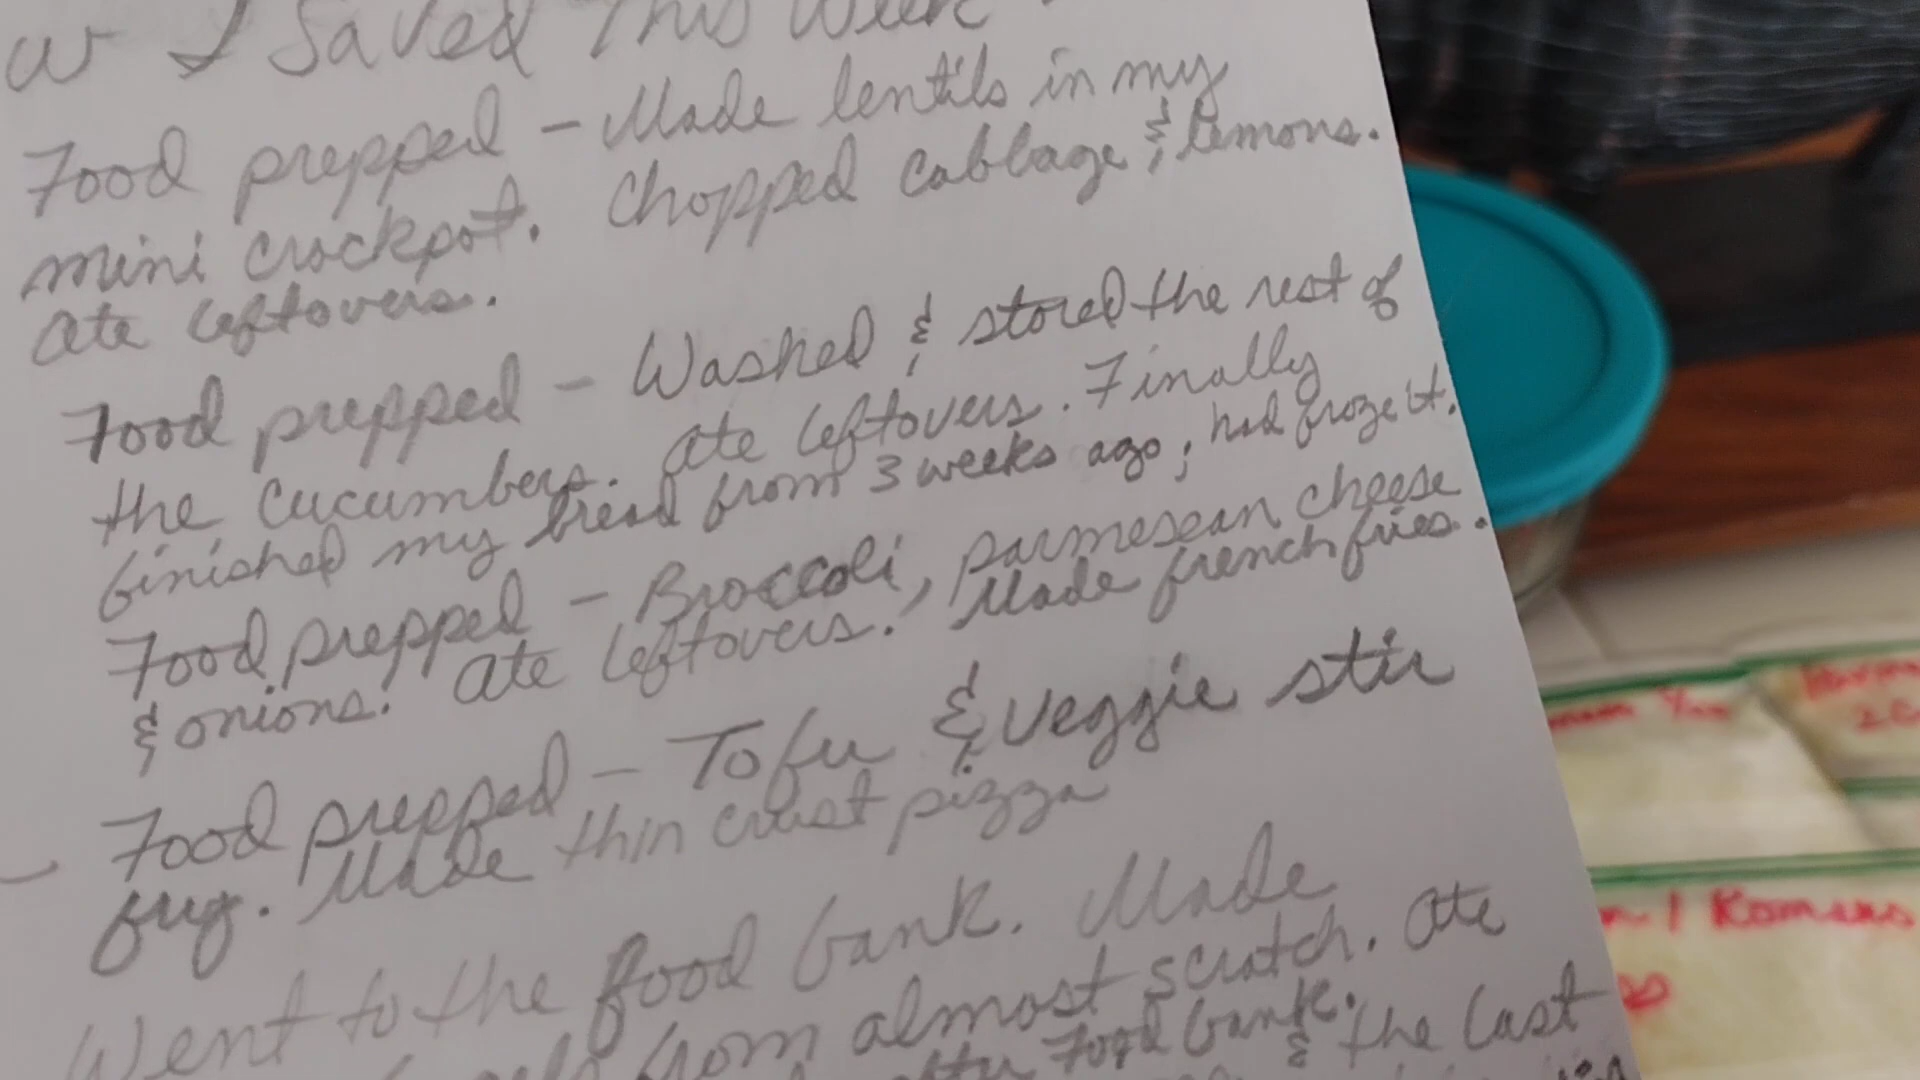 w I Saved This Week
Food prepped - Made lentils in my
mini crockpot. Chopped cabbage & lemons.
ate leftovers.
Food prepped - Washed & stored the rest of
the cucumbers. ate leftovers. Finally
finished my bread from 3 weeks ago; had froze it.
Food prepped - Broccoli, parmesean cheese
& onions. ate leftovers. Made french fries.
Food prepped - Tofu & veggie stir
fry. Made thin crust pizza
Went to the food bank. Made
from almost scratch. ate
Food bank.
& the last
Romans